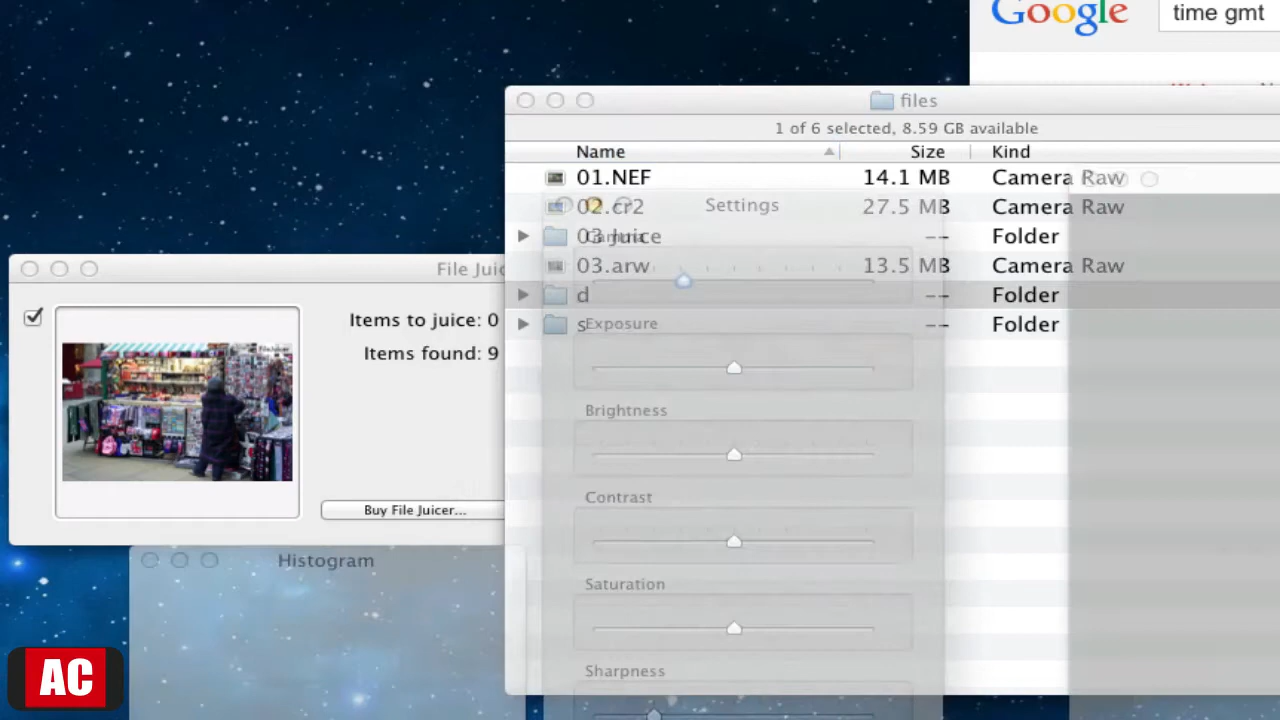 Google
time gmt
files
1 of 6 selected, 8.59 GB available
Name
Size
Kind
01.NEF
14.1 MB
Camera Raw
02.cr2
27.5 MB
Camera Raw
03 Juice
--
Folder
03.arw
13.5 MB
Camera Raw
d
--
Folder
s
--
Folder
Settings
Gamma
Exposure
Brightness
Contrast
Saturation
Sharpness
File Juic
Items to juice: 0
Items found: 9
Buy File Juicer...
Histogram
AC